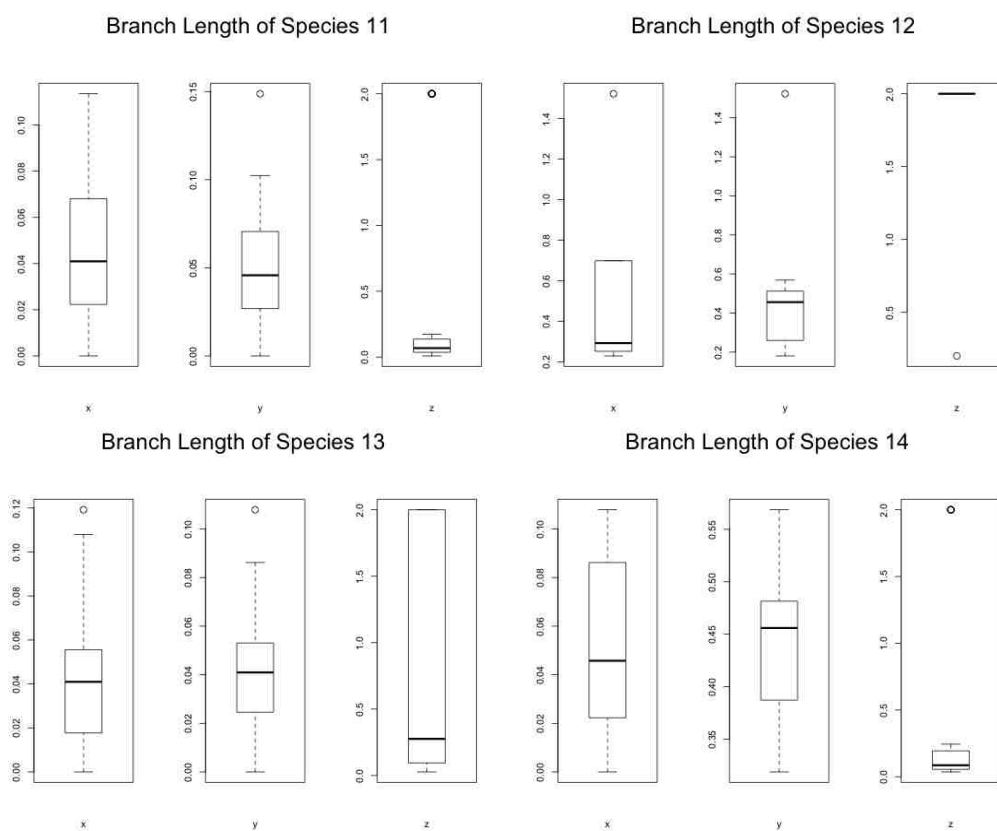 Branch Length of Species 11
0.00 0.02 0.04 0.06 0.08 0.10
x
0.00 0.05 0.10 0.15
y
0.0 0.5 1.0 1.5 2.0
z
Branch Length of Species 12
0.2 0.4 0.6 0.8 1.0 1.2 1.4
x
0.2 0.4 0.6 0.8 1.0 1.2 1.4
y
0.5 1.0 1.5 2.0
z
Branch Length of Species 13
0.00 0.02 0.04 0.06 0.08 0.10 0.12
x
0.00 0.02 0.04 0.06 0.08 0.10
y
0.0 0.5 1.0 1.5 2.0
z
Branch Length of Species 14
0.00 0.02 0.04 0.06 0.08 0.10
x
0.35 0.40 0.45 0.50 0.55
y
0.0 0.5 1.0 1.5 2.0
z